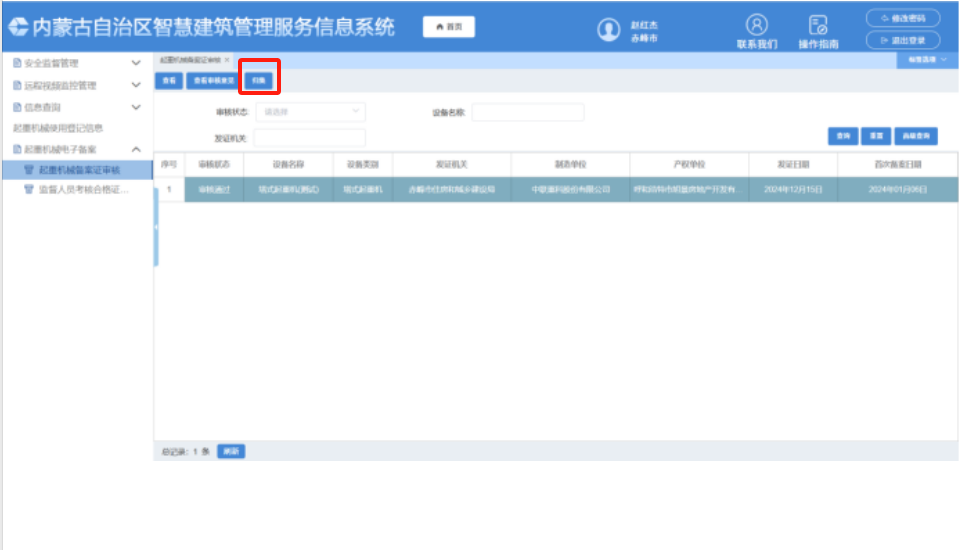 内蒙古自治区智慧建筑管理服务信息系统
首页
赵红杰
赤峰市
联系我们
操作指南
修改密码
退出登录
安全监督管理
远程视频监控管理
信息查询
起重机械使用登记信息
起重机械电子备案
起重机械备案证审核
监督人员考核合格证...
起重机械备案证审核 ×
标签选项
查看
查看审核意见
归集
审核状态:
请选择
设备名称:
发证机关:
查询
重置
高级查询
序号 审核状态 设备名称 设备类别 发证机关 制造单位 产权单位 发证日期 首次备案日期
1 审核通过 塔式起重机(测试) 塔式起重机 赤峰市住房和城乡建设局 中联重科股份有限公司 呼和浩特市明重房地产开发有... 2024年12月15日 2024年01月06日
总记录: 1 条
刷新